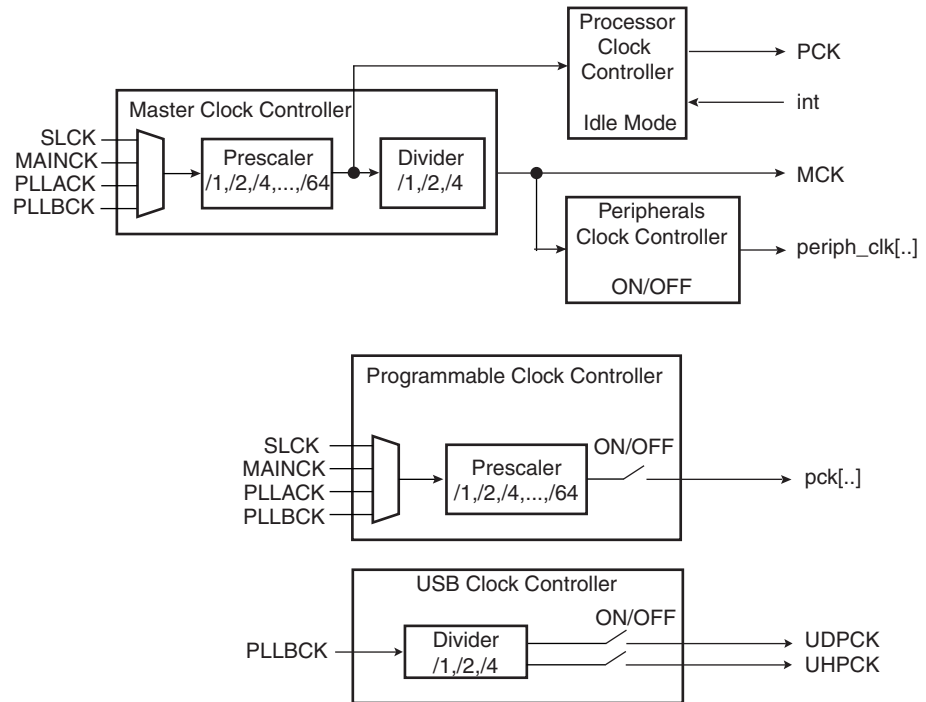 Processor
Clock
Controller
Idle Mode
PCK
int
Master Clock Controller
SLCK
MAINCK
PLLACK
PLLBCK
Prescaler
/1,/2,/4,...,/64
Divider
/1,/2,/4
MCK
Peripherals
Clock Controller
ON/OFF
periph_clk[..]
Programmable Clock Controller
SLCK
MAINCK
PLLACK
PLLBCK
Prescaler
/1,/2,/4,...,/64
ON/OFF
pck[..]
USB Clock Controller
PLLBCK
Divider
/1,/2,/4
ON/OFF
UDPCK
UHPCK